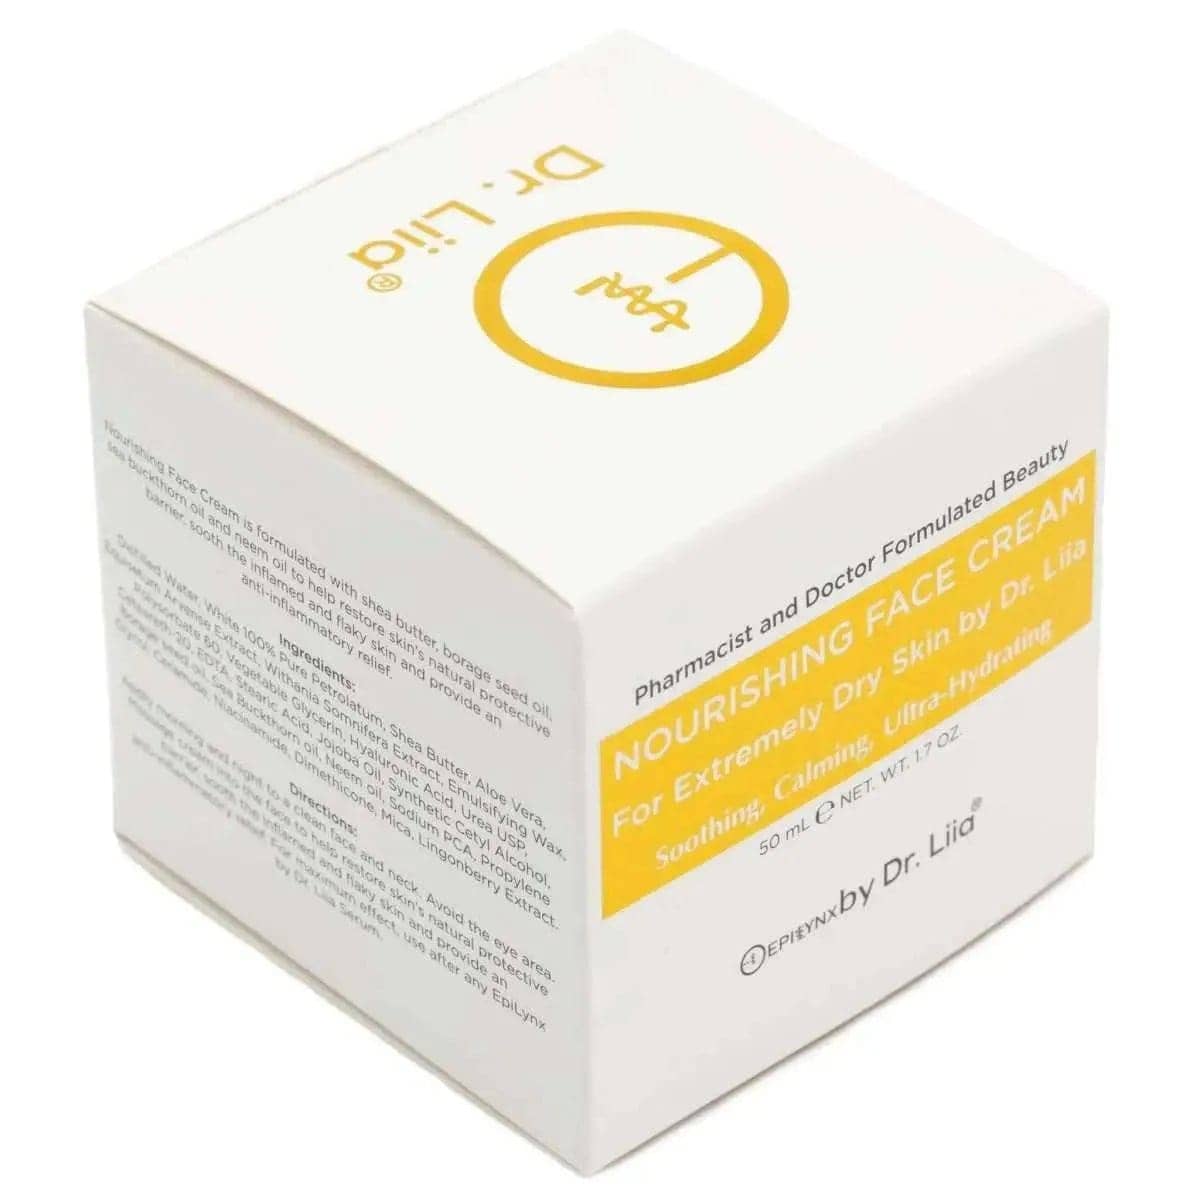 Dr. Liia®
Pharmacist and Doctor Formulated Beauty
NOURISHING FACE CREAM
For Extremely Dry Skin by Dr. Liia
Soothing, Calming, Ultra-Hydrating
50 mL ℮ NET. WT. 1.7 OZ.
EPILYNX by Dr. Liia®
Nourishing Face Cream is formulated with shea butter, borage seed oil,
sea buckthorn oil and neem oil to help restore skin's natural protective
barrier, sooth the inflamed and flaky skin and provide an
anti-inflammatory relief.
Ingredients:
Distilled Water, White 100% Pure Petrolatum, Shea Butter, Aloe Vera,
Equisetum Arvense Extract, Withania Somnifera Extract, Emulsifying Wax,
Polysorbate 60, Vegetable Glycerin, Hyaluronic Acid, Urea USP,
Ceteareth-20, EDTA, Stearic Acid, Jojoba Oil, Synthetic Cetyl Alcohol,
Borage Seed Oil, Sea Buckthorn oil, Neem oil, Sodium PCA, Propylene
Glycol, Ceramide, Niacinamide, Dimethicone, Mica, Lingonberry Extract.
Directions:
Apply morning and night to a clean face and neck. Avoid the eye area.
Massage cream into the face to help restore skin's natural protective
barrier, sooth the inflamed and flaky skin and provide an
anti-inflammatory relief. For maximum effect, use after any EpiLynx
by Dr. Liia Serum.